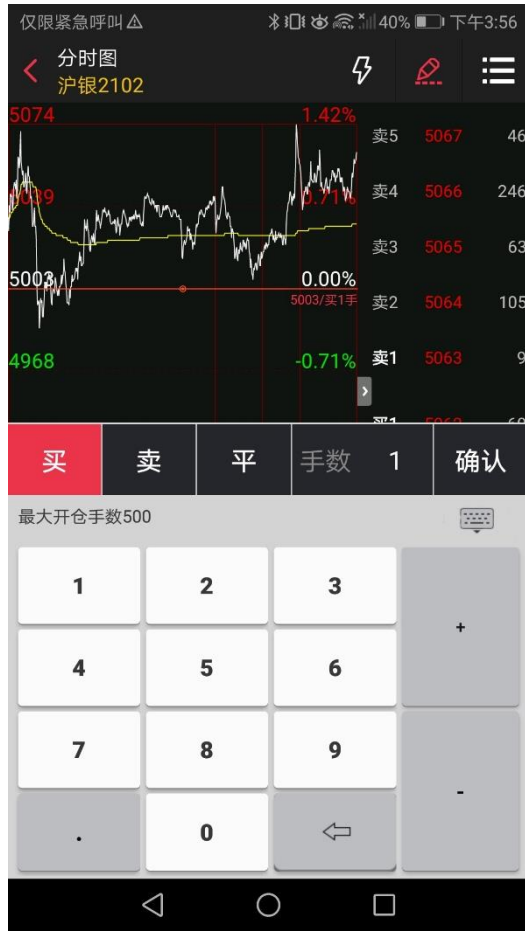 仅限紧急呼叫 40% 下午3:56
分时图
沪银2102
5074 1.42%
卖5 5067 46
5039 0.71%
卖4 5066 246
卖3 5065 63
5003 0.00%
5003/买1手
卖2 5064 105
4968 -0.71%
卖1 5063 9
买 卖 平 手数 1 确认
最大开仓手数500
1 2 3 +
4 5 6
7 8 9 -
. 0